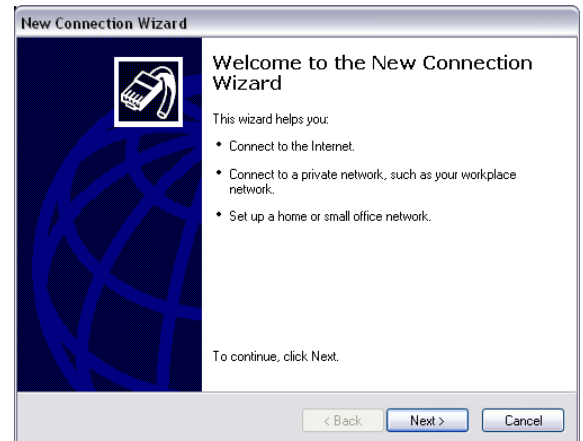 New Connection Wizard
Welcome to the New Connection
Wizard
This wizard helps you:
• Connect to the Internet.
• Connect to a private network, such as your workplace
network.
• Set up a home or small office network.
To continue, click Next.
< Back Next > Cancel